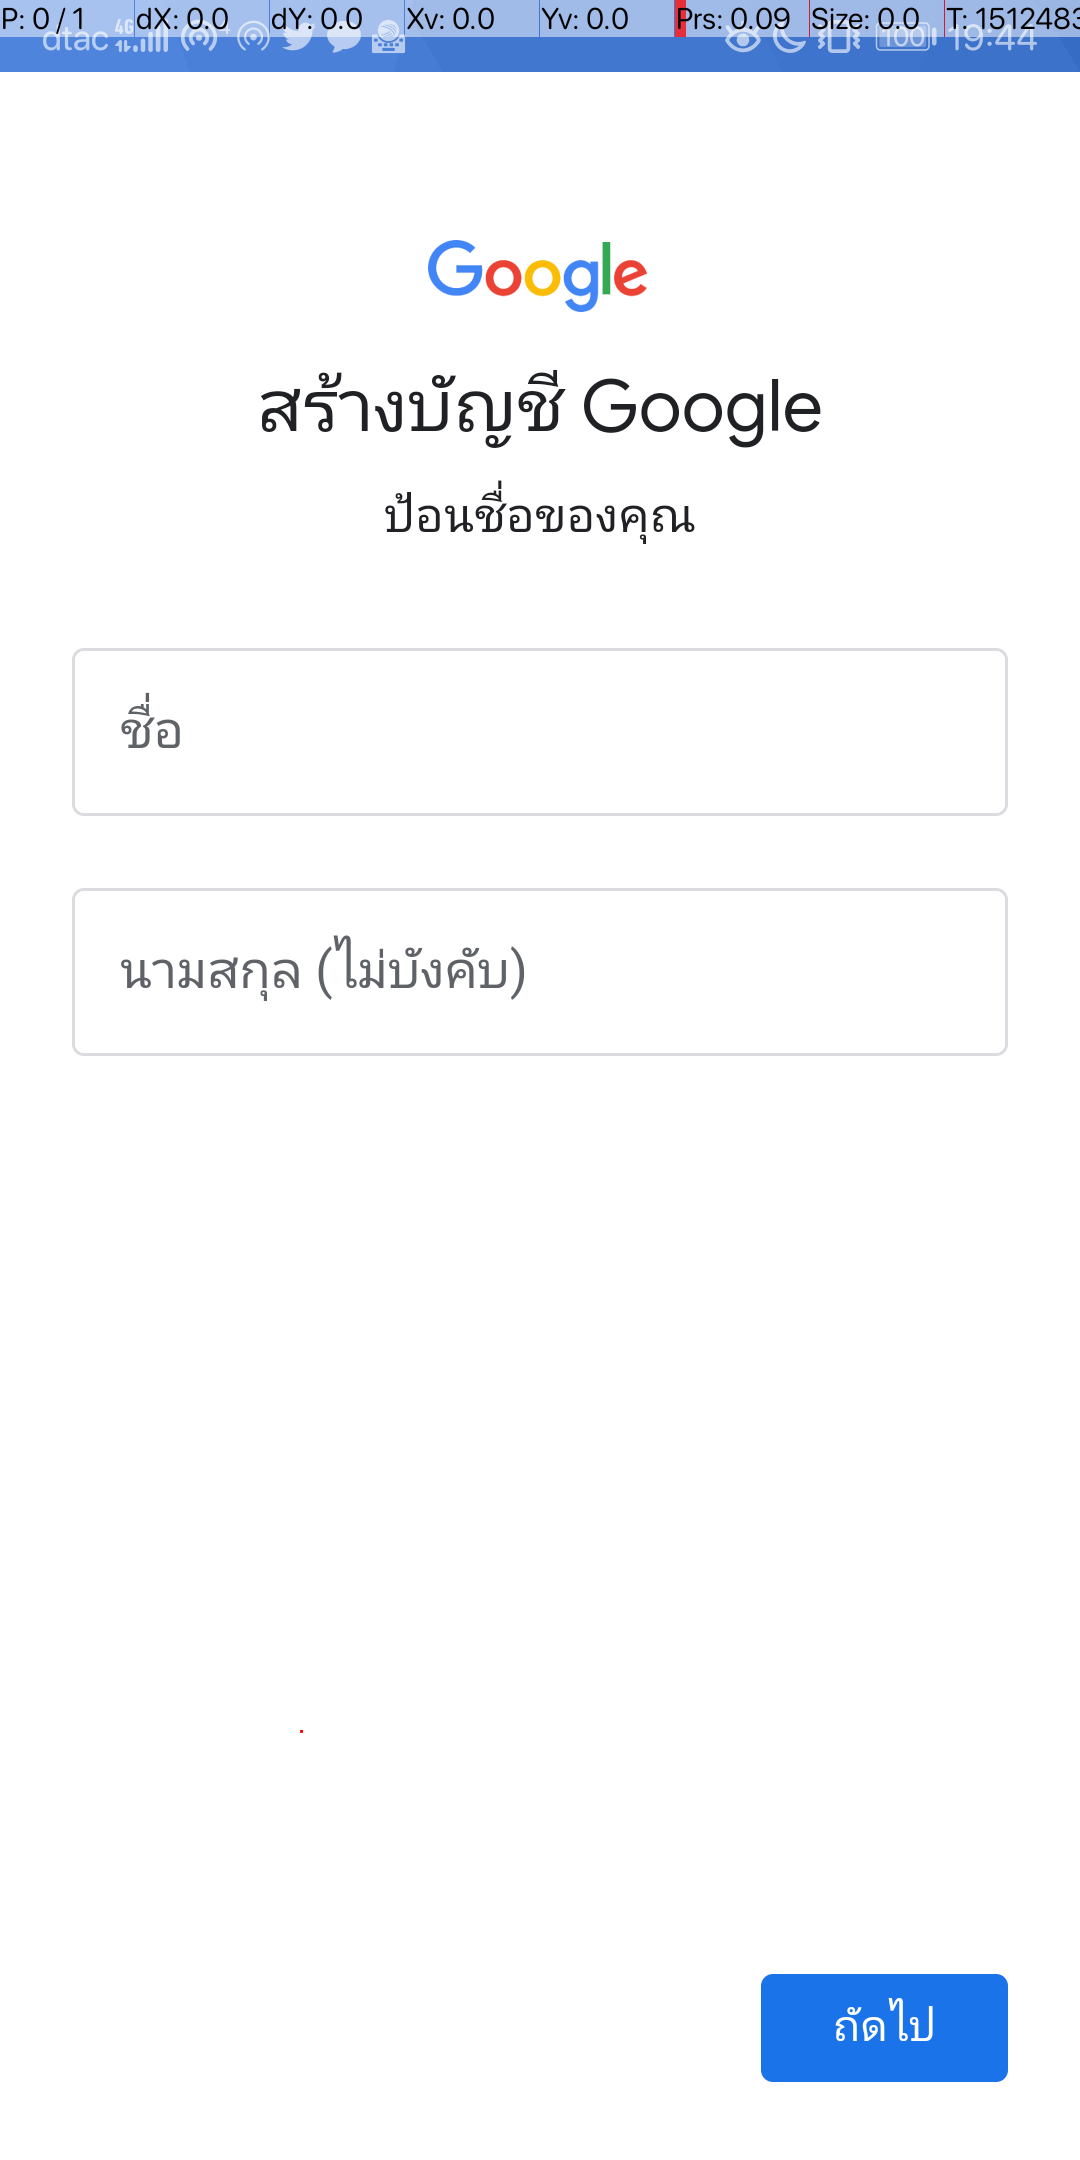 P: 0 / 1 dX: 0.0 dY: 0.0 Xv: 0.0 Yv: 0.0 Prs: 0.09 Size: 0.0 T: 1512483
dtac 4G 100 19:44
Google
สร้างบัญชี Google
ป้อนชื่อของคุณ
ชื่อ
นามสกุล (ไม่บังคับ)
ถัดไป